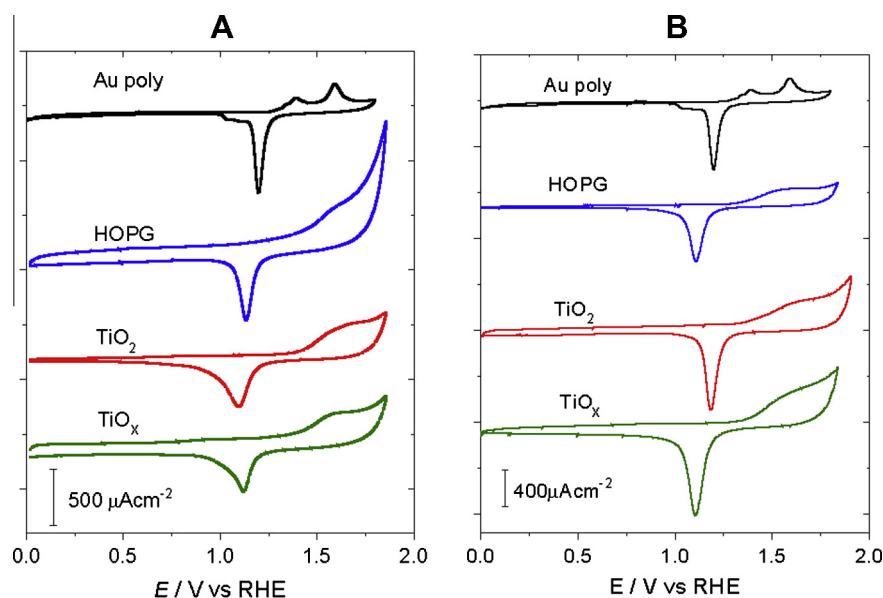 A
Au poly
HOPG
TiO2
TiOx
500 μAcm-2
0.0 0.5 1.0 1.5 2.0
E / V vs RHE
B
Au poly
HOPG
TiO2
TiOx
400μAcm-2
0.0 0.5 1.0 1.5 2.0
E / V vs RHE